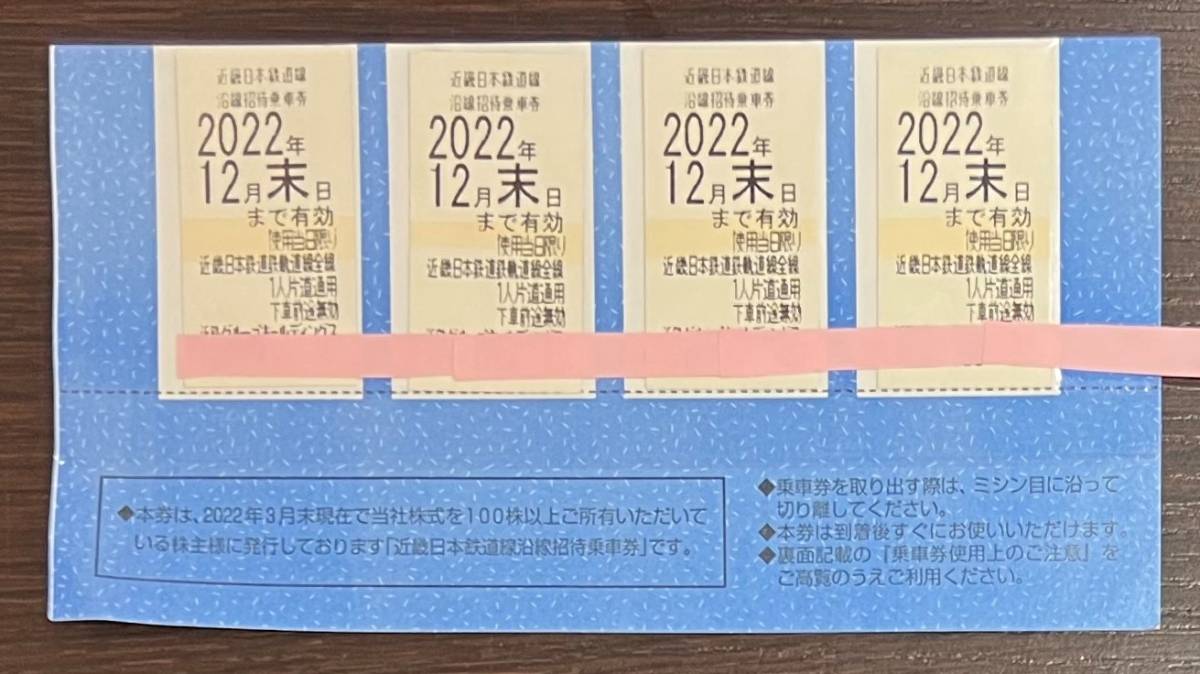 近畿日本鉄道線
沿線招待乗車券
2022年
12月末日
まで有効
使用当日限り
近畿日本鉄道鉄軌道線全線
1人片道通用
下車前途無効
近鉄グループホールディングス
近畿日本鉄道線
沿線招待乗車券
2022年
12月末日
まで有効
使用当日限り
近畿日本鉄道鉄軌道線全線
1人片道通用
下車前途無効
近畿日本鉄道線
沿線招待乗車券
2022年
12月末日
まで有効
使用当日限り
近畿日本鉄道鉄軌道線全線
1人片道通用
下車前途無効
近畿日本鉄道線
沿線招待乗車券
2022年
12月末日
まで有効
使用当日限り
近畿日本鉄道鉄軌道線全線
1人片道通用
下車前途無効
◆本券は、2022年3月末現在で当社株式を100株以上ご所有いただいて
いる株主様に発行しております「近畿日本鉄道線沿線招待乗車券」です。
◆乗車券を取り出す際は、ミシン目に沿って
切り離してください。
◆本券は到着後すぐにお使いいただけます。
◆裏面記載の『乗車券使用上のご注意』を
ご高覧のうえご利用ください。